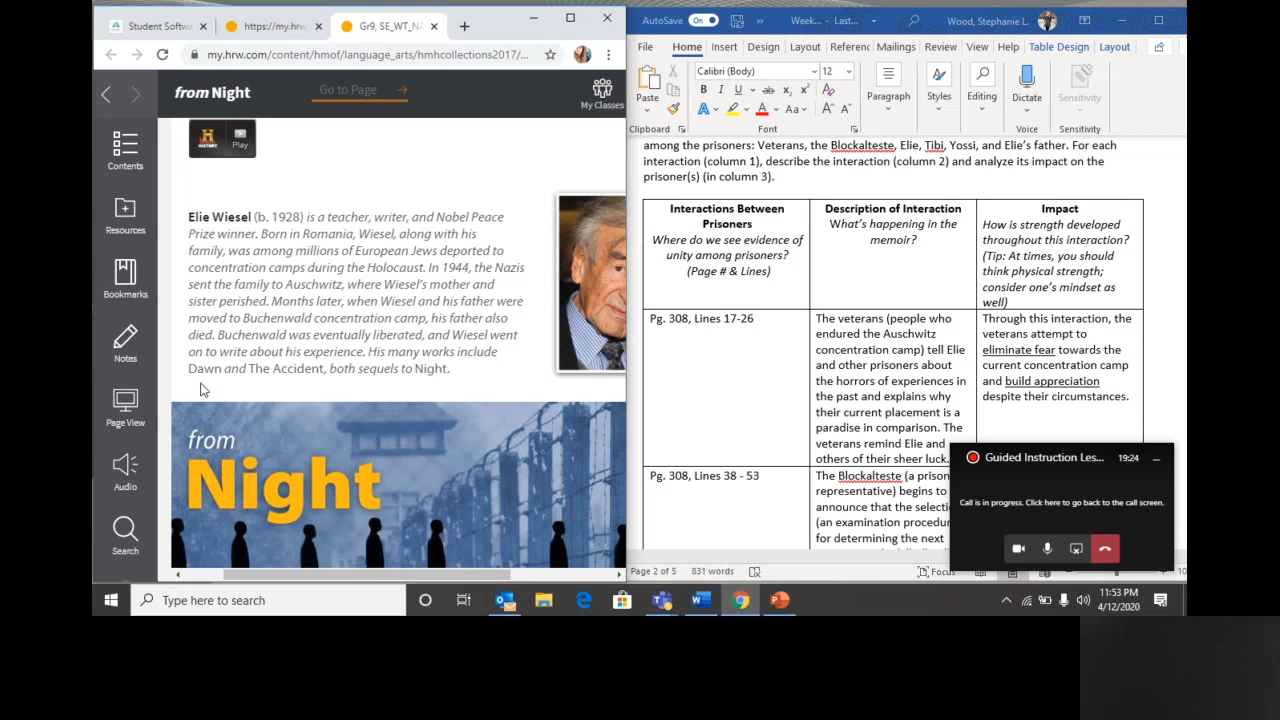 Student Softwa
https://my.hrw
Gr9, SE_WT_NA
my.hrw.com/content/hmof/language_arts/hmhcollections2017/...
from Night
Go to Page
My Classes
Contents
Resources
Bookmarks
Notes
Page View
Audio
Search
HISTORY
Play
Elie Wiesel (b. 1928) is a teacher, writer, and Nobel Peace
Prize winner. Born in Romania, Wiesel, along with his
family, was among millions of European Jews deported to
concentration camps during the Holocaust. In 1944, the Nazis
sent the family to Auschwitz, where Wiesel's mother and
sister perished. Months later, when Wiesel and his father were
moved to Buchenwald concentration camp, his father also
died. Buchenwald was eventually liberated, and Wiesel went
on to write about his experience. His many works include
Dawn and The Accident, both sequels to Night.
from
Night
AutoSave On Week... - Last... Wood, Stephanie L.
File Home Insert Design Layout Referenc Mailings Review View Help Table Design Layout
Paste
Calibri (Body) 12
B I U ab x₂ x²
A A Aa A A
Paragraph
Styles
Editing
Dictate
Sensitivity
Clipboard Font Voice Sensitivity
among the prisoners: Veterans, the Blockalteste, Elie, Tibi, Yossi, and Elie's father. For each
interaction (column 1), describe the interaction (column 2) and analyze its impact on the
prisoner(s) (in column 3).
Interactions Between
Prisoners
Where do we see evidence of
unity among prisoners?
(Page # & Lines)
Description of Interaction
What's happening in the
memoir?
Impact
How is strength developed
throughout this interaction?
(Tip: At times, you should
think physical strength;
consider one's mindset as
well)
Pg. 308, Lines 17-26
The veterans (people who
endured the Auschwitz
concentration camp) tell Elie
and other prisoners about
the horrors of experiences in
the past and explains why
their current placement is a
paradise in comparison. The
veterans remind Elie and
others of their sheer luck.
Through this interaction, the
veterans attempt to
eliminate fear towards the
current concentration camp
and build appreciation
despite their circumstances.
Pg. 308, Lines 38 - 53
The Blockalteste (a prison
representative) begins to
announce that the selecti
(an examination procedu
for determining the next
Guided Instruction Les... 19:24
Call is in progress. Click here to go back to the call screen.
Page 2 of 5 831 words Focus 10
Type here to search
11:53 PM
4/12/2020